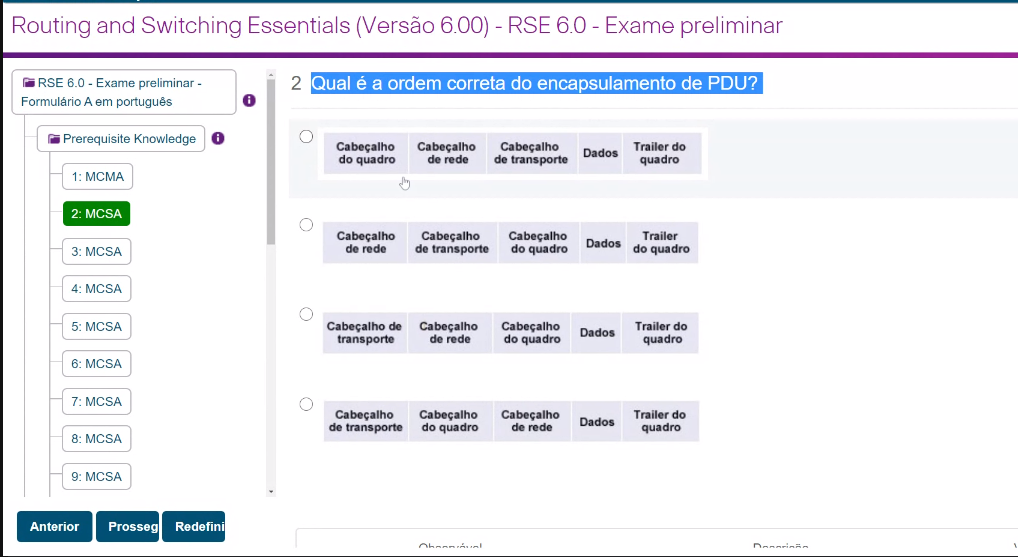 Routing and Switching Essentials (Versão 6.00) - RSE 6.0 - Exame preliminar
RSE 6.0 - Exame preliminar -
Formulário A em português
Prerequisite Knowledge
1: MCMA
2: MCSA
3: MCSA
4: MCSA
5: MCSA
6: MCSA
7: MCSA
8: MCSA
9: MCSA
Anterior
Prosseg
Redefini
2 Qual é a ordem correta do encapsulamento de PDU?
Cabeçalho do quadro Cabeçalho de rede Cabeçalho de transporte Dados Trailer do quadro
Cabeçalho de rede Cabeçalho de transporte Cabeçalho do quadro Dados Trailer do quadro
Cabeçalho de transporte Cabeçalho de rede Cabeçalho do quadro Dados Trailer do quadro
Cabeçalho de transporte Cabeçalho do quadro Cabeçalho de rede Dados Trailer do quadro